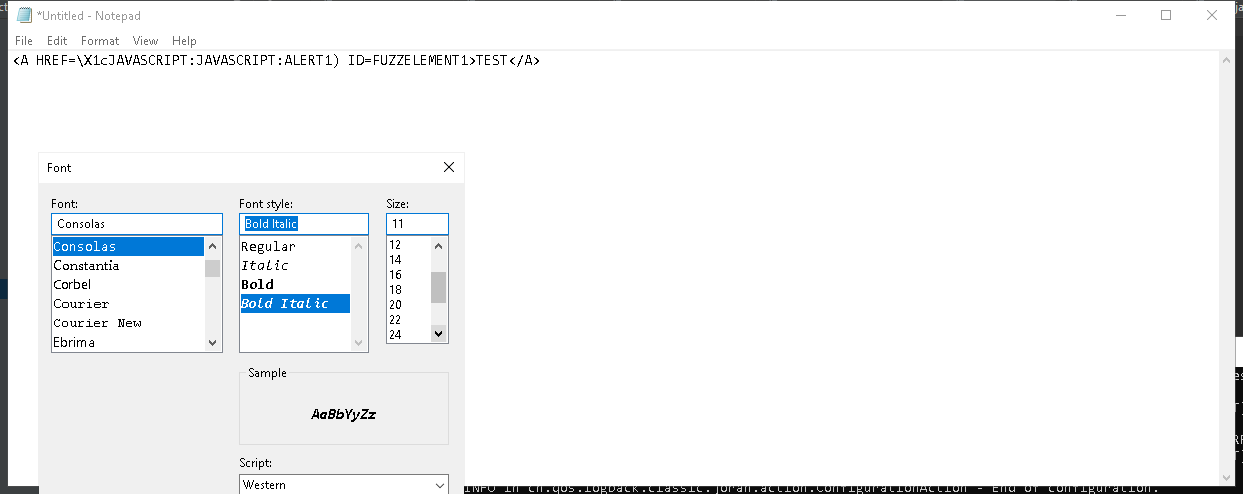 *Untitled - Notepad
File Edit Format View Help
<A HREF=\X1cJAVASCRIPT:JAVASCRIPT:ALERT1) ID=FUZZELEMENT1>TEST</A>
Font
Font: Font style: Size:
Consolas Bold Italic 11
Consolas Regular 12
Constantia Italic 14
Corbel Bold 16
Courier Bold Italic 18
Courier New 20
Ebrima 22
24
Sample
AaBbYyZz
Script:
Western
INFO in ch.qos.logback.classic.joran.action.ConfigurationAction - End of configuration.